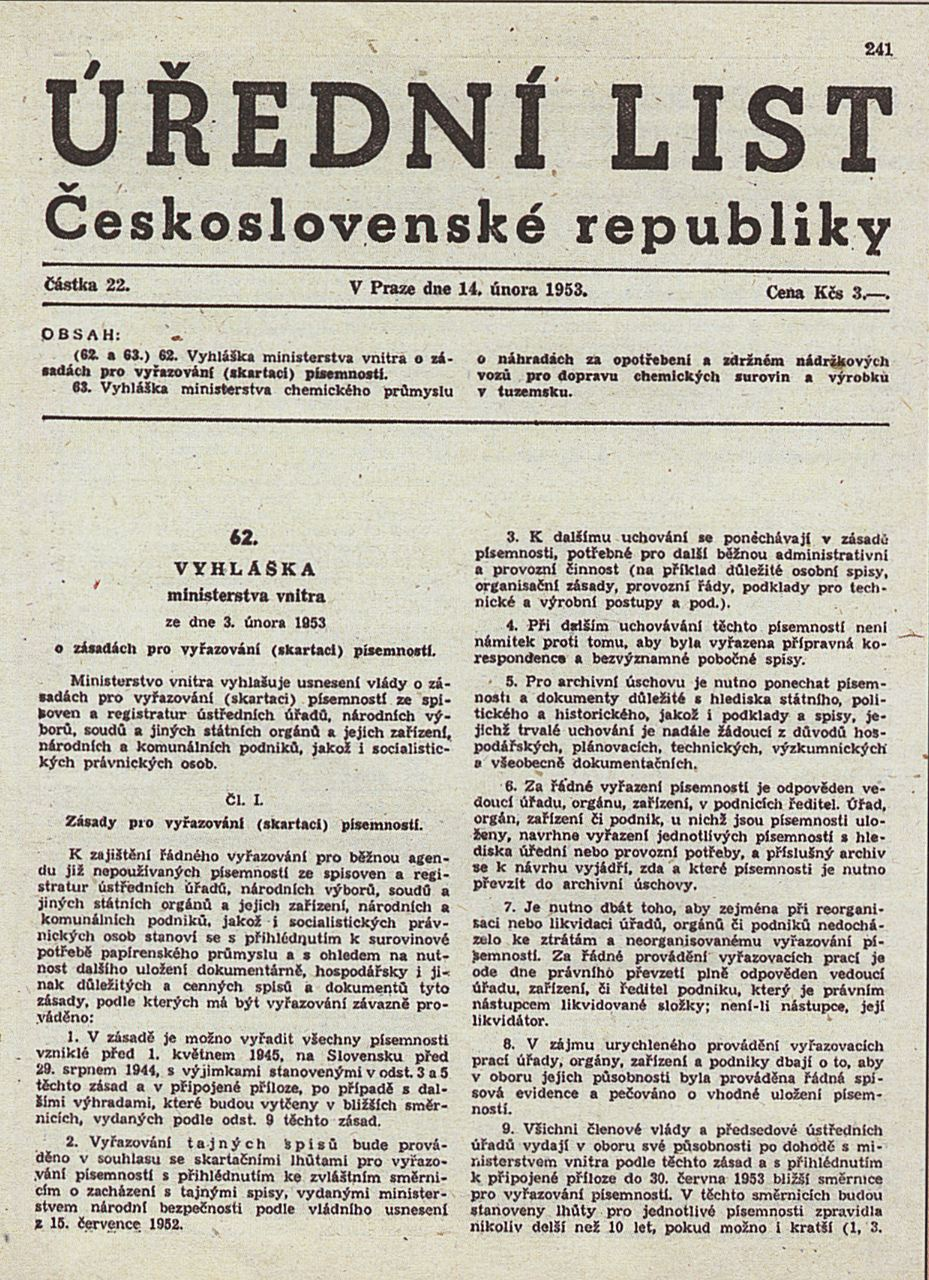 241
ÚŘEDNÍ LIST
Československé republiky
Částka 22.
V Praze dne 14. února 1953.
Cena Kčs 3.—.
OBSAH:
(62. a 63.) 62. Vyhláška ministerstva vnitra o zá-
sadách pro vyřazování (skartaci) písemností.
63. Vyhláška ministerstva chemického průmyslu
o náhradách za opotřebení a zdržném nádržkových
vozů pro dopravu chemických surovin a výrobků
v tuzemsku.
62.
VYHLÁŠKA
ministerstva vnitra
ze dne 3. února 1953
o zásadách pro vyřazování (skartaci) písemností.
Ministerstvo vnitra vyhlašuje usnesení vlády o zá-
sadách pro vyřazování (skartaci) písemností ze spi-
soven a registratur ústředních úřadů, národních vý-
borů, soudů a jiných státních orgánů a jejich zařízení,
národních a komunálních podniků, jakož i socialistic-
kých právnických osob.
Čl. I.
Zásady pro vyřazování (skartaci) písemností.
K zajištění řádného vyřazování pro běžnou agen-
du již nepoužívaných písemností ze spisoven a regi-
stratur ústředních úřadů, národních výborů, soudů a
jiných státních orgánů a jejich zařízení, národních a
komunálních podniků, jakož i socialistických práv-
nických osob stanoví se s přihlédnutím k surovinové
potřebě papírenského průmyslu a s ohledem na nut-
nost dalšího uložení dokumentárně, hospodářsky i ji-
nak důležitých a cenných spisů a dokumentů tyto
zásady, podle kterých má být vyřazování závazně pro-
váděno:
1. V zásadě je možno vyřadit všechny písemnosti
vzniklé před 1. květnem 1945, na Slovensku před
29. srpnem 1944, s výjimkami stanovenými v odst. 3 a 5
těchto zásad a v připojené příloze, po případě s dal-
šími výhradami, které budou vytčeny v bližších směr-
nicích, vydaných podle odst. 9 těchto zásad.
2. Vyřazování tajných spisů bude prová-
děno v souhlasu se skartačními lhůtami pro vyřazo-
vání písemností s přihlédnutím ke zvláštním směrni-
cím o zacházení s tajnými spisy, vydanými minister-
stvem národní bezpečnosti podle vládního usnesení
z 15. července 1952.
3. K dalšímu uchování se ponechávají v zásadě
písemnosti, potřebné pro další běžnou administrativní
a provozní činnost (na příklad důležité osobní spisy,
organisační zásady, provozní řády, podklady pro tech-
nické a výrobní postupy a pod.).
4. Při dalším uchovávání těchto písemností není
námitek proti tomu, aby byla vyřazena přípravná ko-
respondence a bezvýznamné pobočné spisy.
5. Pro archivní úschovu je nutno ponechat písem-
nosti a dokumenty důležité s hlediska státního, poli-
tického a historického, jakož i podklady a spisy, je-
jichž trvalé uchování je nadále žádoucí z důvodů hos-
podářských, plánovacích, technických, výzkumnických
a všeobecně dokumentačních.
6. Za řádné vyřazení písemností je odpověden ve-
doucí úřadu, orgánu, zařízení, v podnicích ředitel. Úřad,
orgán, zařízení či podnik, u nichž jsou písemnosti ulo-
ženy, navrhne vyřazení jednotlivých písemností s hle-
diska úřední nebo provozní potřeby, a příslušný archiv
se k návrhu vyjádří, zda a které písemnosti je nutno
převzít do archivní úschovy.
7. Je nutno dbát toho, aby zejména při reorgani-
saci nebo likvidaci úřadů, orgánů či podniků nedochá-
zelo ke ztrátám a neorganisovanému vyřazování pí-
semností. Za řádné provádění vyřazovacích prací je
ode dne právního převzetí plně odpověden vedoucí
úřadu, zařízení, či ředitel podniku, který je právním
nástupcem likvidované složky; není-li nástupce, její
likvidátor.
8. V zájmu urychleného provádění vyřazovacích
prací úřady, orgány, zařízení a podniky dbají o to, aby
v oboru jejich působnosti byla prováděna řádná spi-
sová evidence a pečováno o vhodné uložení písem-
ností.
9. Všichni členové vlády a předsedové ústředních
úřadů vydají v oboru své působnosti po dohodě s mi-
nisterstvem vnitra podle těchto zásad a s přihlédnutím
k připojené příloze do 30. června 1953 bližší směrnice
pro vyřazování písemností. V těchto směrnicích budou
stanoveny lhůty pro jednotlivé písemnosti zpravidla
nikoliv delší než 10 let, pokud možno i kratší (1, 3.